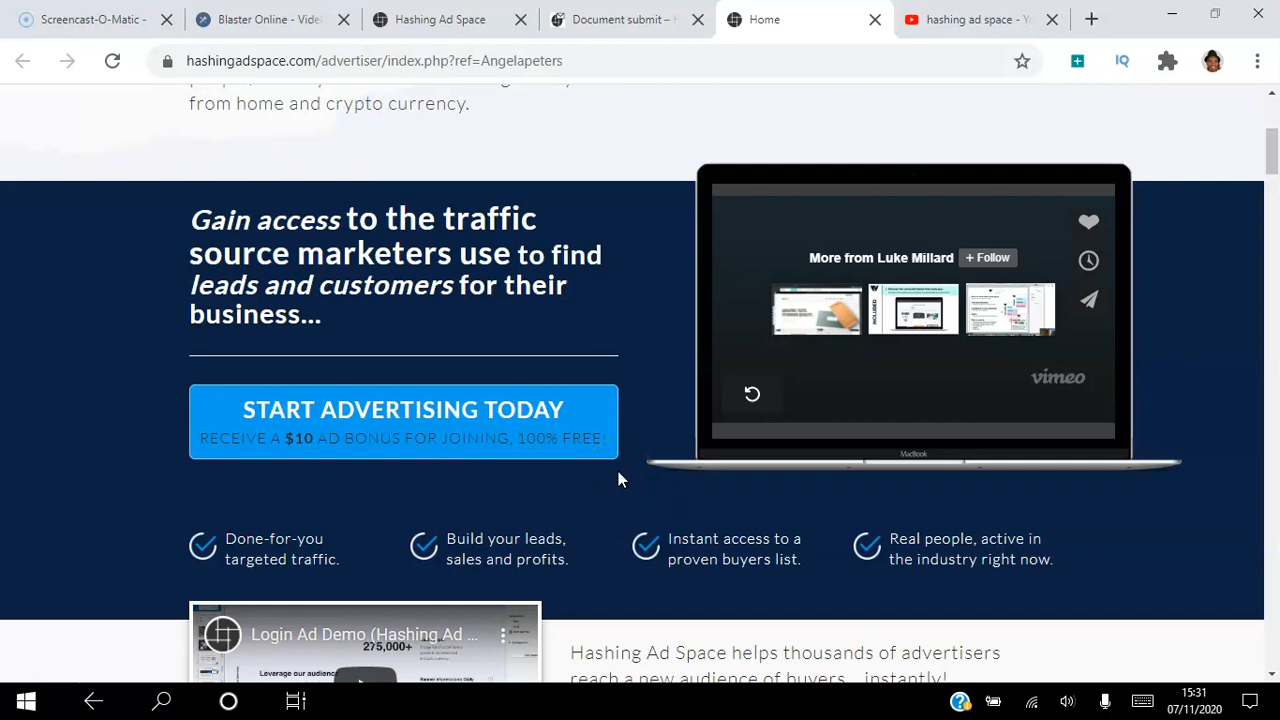 Screencast-O-Matic -
Blaster Online - Vide
Hashing Ad Space
Document submit –
Home
hashing ad space - Y
hashingadspace.com/advertiser/index.php?ref=Angelapeters
from home and crypto currency.
Gain access to the traffic
source marketers use to find
leads and customers for their
business...
START ADVERTISING TODAY
RECEIVE A $10 AD BONUS FOR JOINING, 100% FREE!
More from Luke Millard + Follow
INCLUDED
vimeo
MacBook
Done-for-you
targeted traffic.
Build your leads,
sales and profits.
Instant access to a
proven buyers list.
Real people, active in
the industry right now.
Login Ad Demo (Hashing Ad ...
275,000+
Leverage our audience
Hashing Ad Space helps thousands of advertisers
reach a new audience of buyers... instantly!
15:31
07/11/2020